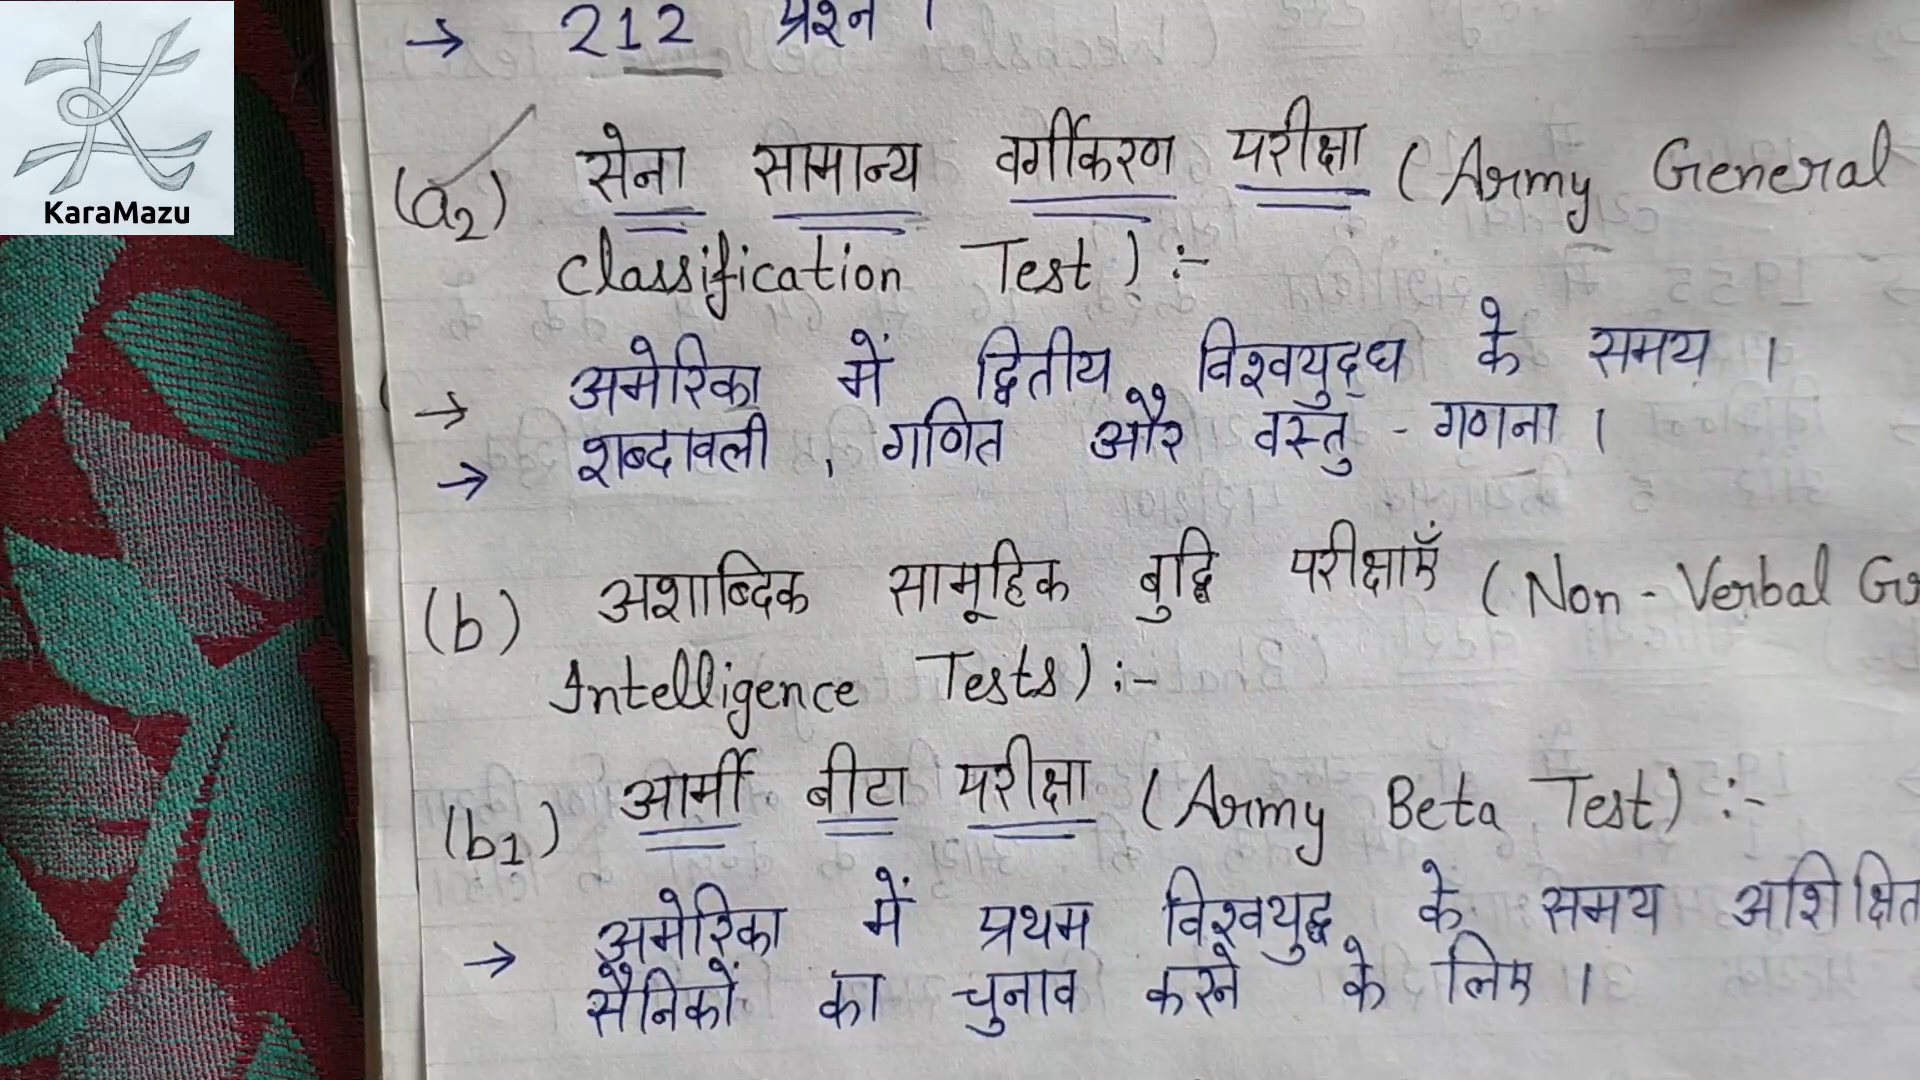 KaraMazu
→ 212 प्रश्न ।
(a2) सेना सामान्य वर्गीकरण परीक्षा (Army General
Classification Test) :-
→ अमेरिका में द्वितीय विश्वयुद्ध के समय ।
→ शब्दावली , गणित और वस्तु - गणना ।
(b) अशाब्दिक सामूहिक बुद्धि परीक्षाएँ (Non - Verbal Gr
Intelligence Tests) :-
(b1) आर्मी बीटा परीक्षा (Army Beta Test) :-
→ अमेरिका में प्रथम विश्वयुद्ध के समय अशिक्षित
सैनिकों का चुनाव करने के लिए ।